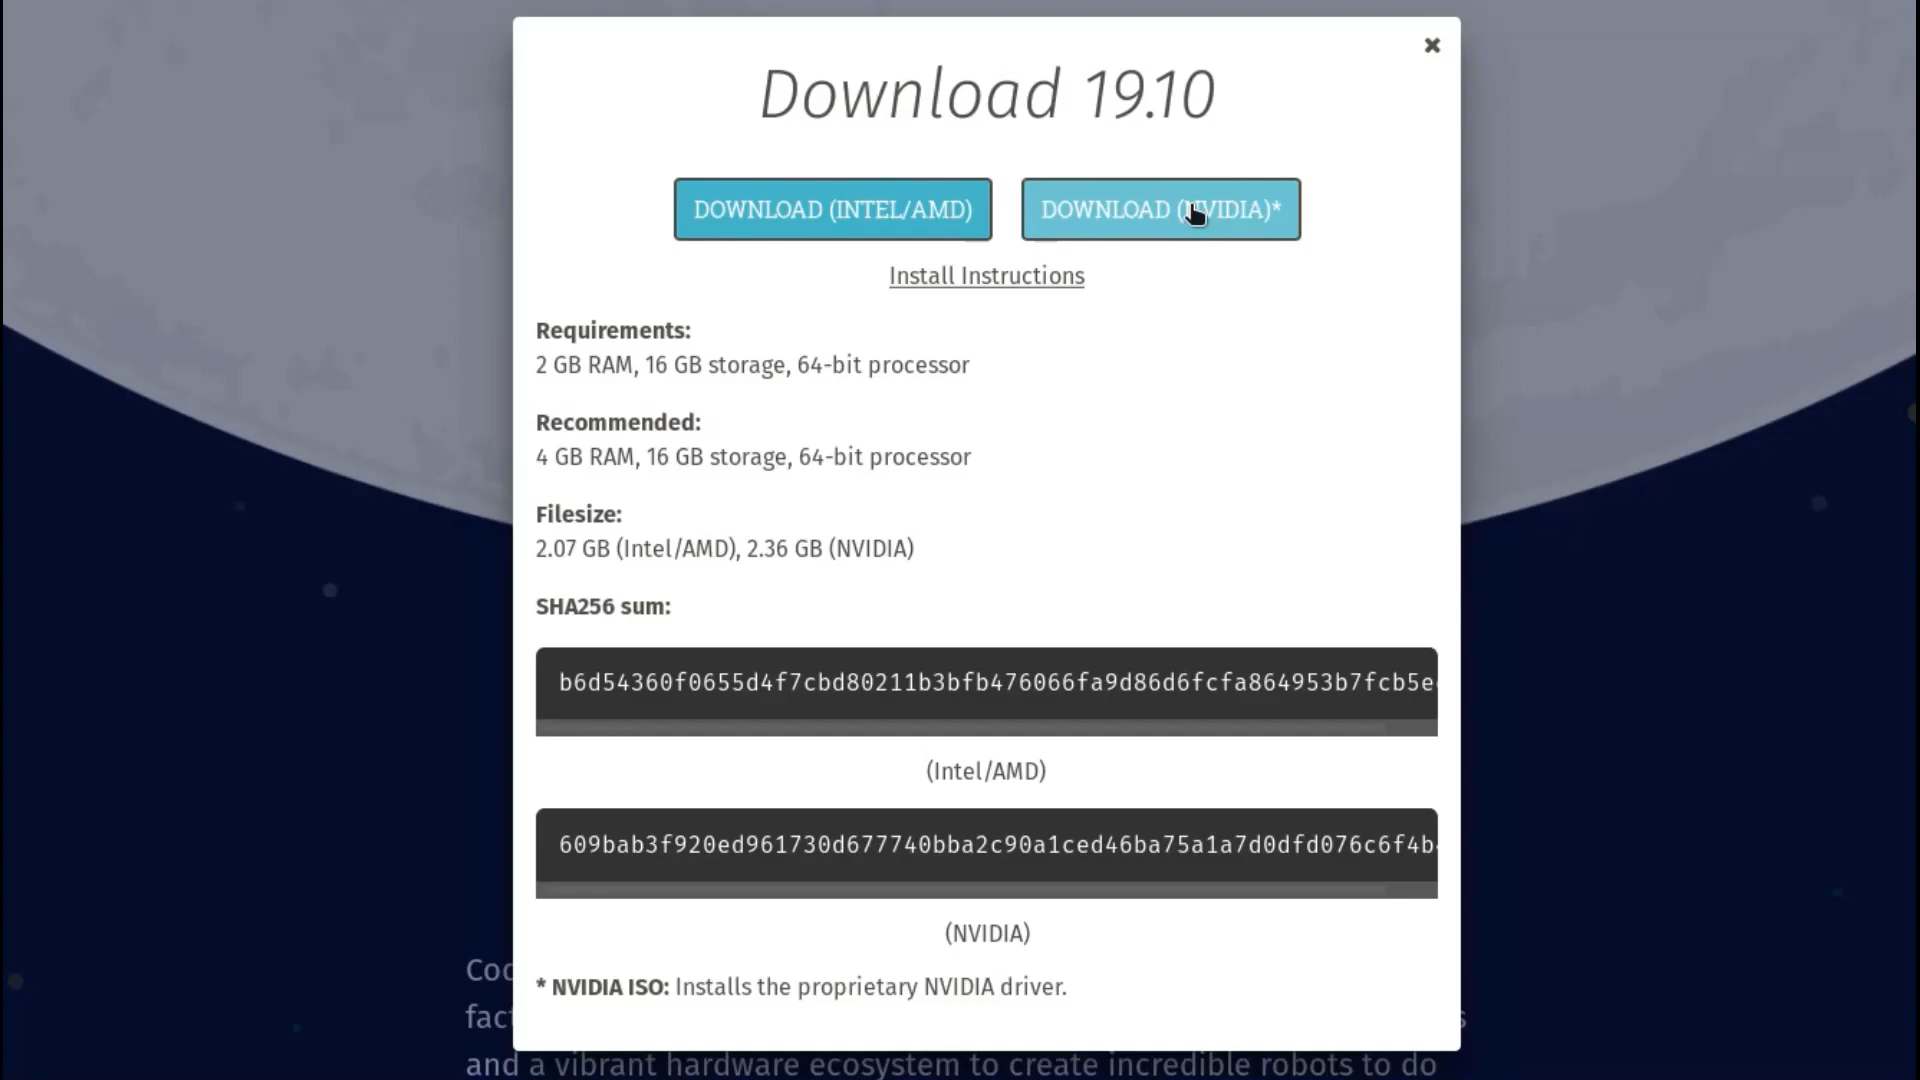 Download 19.10
DOWNLOAD (INTEL/AMD)
DOWNLOAD (NVIDIA)*
Install Instructions
Requirements:
2 GB RAM, 16 GB storage, 64-bit processor
Recommended:
4 GB RAM, 16 GB storage, 64-bit processor
Filesize:
2.07 GB (Intel/AMD), 2.36 GB (NVIDIA)
SHA256 sum:
b6d54360f0655d4f7cbd80211b3bfb476066fa9d86d6fcfa864953b7fcb5e
(Intel/AMD)
609bab3f920ed961730d677740bba2c90a1ced46ba75a1a7d0dfd076c6f4b
(NVIDIA)
* NVIDIA ISO: Installs the proprietary NVIDIA driver.
and a vibrant hardware ecosystem to create incredible robots to do